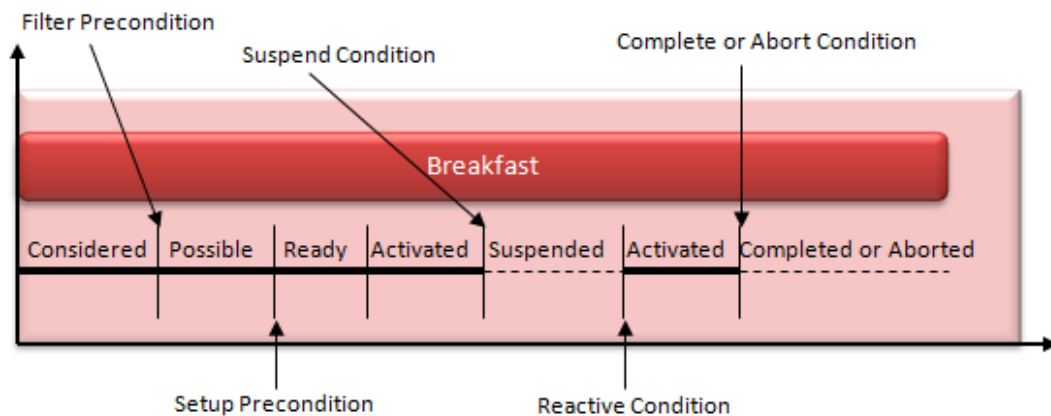 Filter Precondition
Suspend Condition
Complete or Abort Condition
Breakfast
Considered Possible Ready Activated Suspended Activated Completed or Aborted
Setup Precondition
Reactive Condition